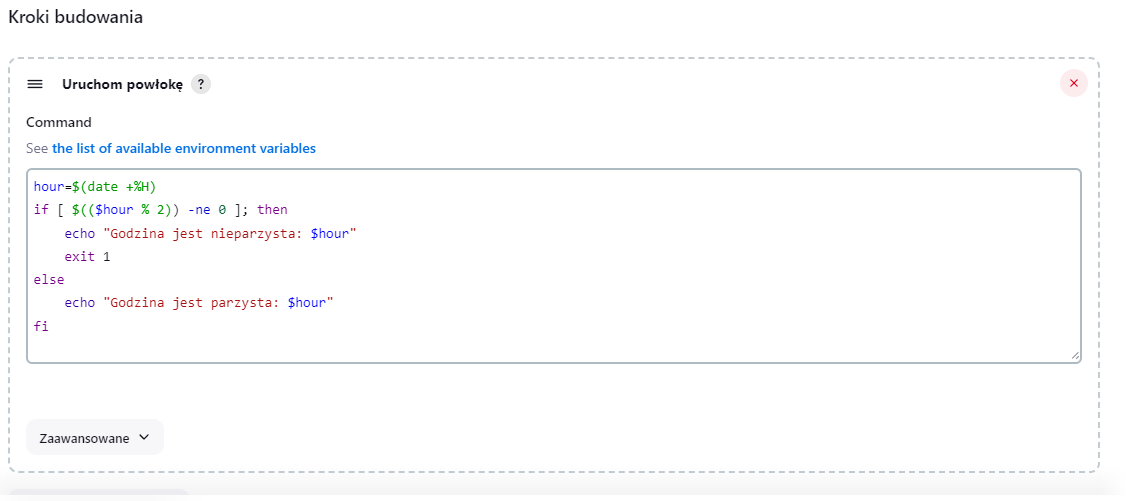 Kroki budowania
Uruchom powłokę ?
Command
See the list of available environment variables
hour=$(date +%H)
if [ $(($hour % 2)) -ne 0 ]; then
    echo "Godzina jest nieparzysta: $hour"
    exit 1
else
    echo "Godzina jest parzysta: $hour"
fi
Zaawansowane